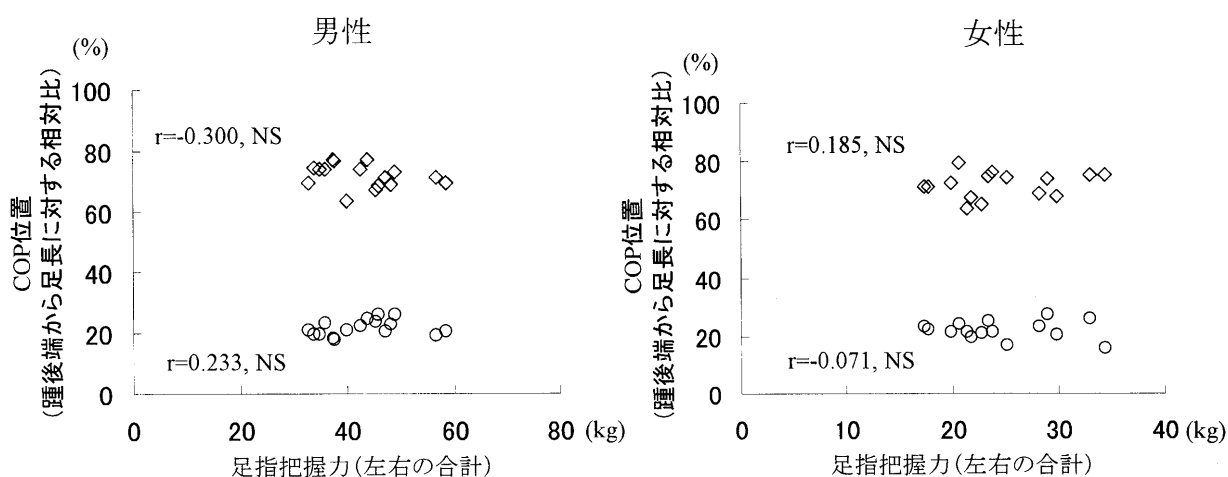 男性
(%)
COP位置
(踵後端から足長に対する相対比)
100
80
60
40
20
0
r=-0.300, NS
r=0.233, NS
0 20 40 60 80 (kg)
足指把握力(左右の合計)
女性
(%)
COP位置
(踵後端から足長に対する相対比)
100
80
60
40
20
0
r=0.185, NS
r=-0.071, NS
0 10 20 30 40 (kg)
足指把握力(左右の合計)